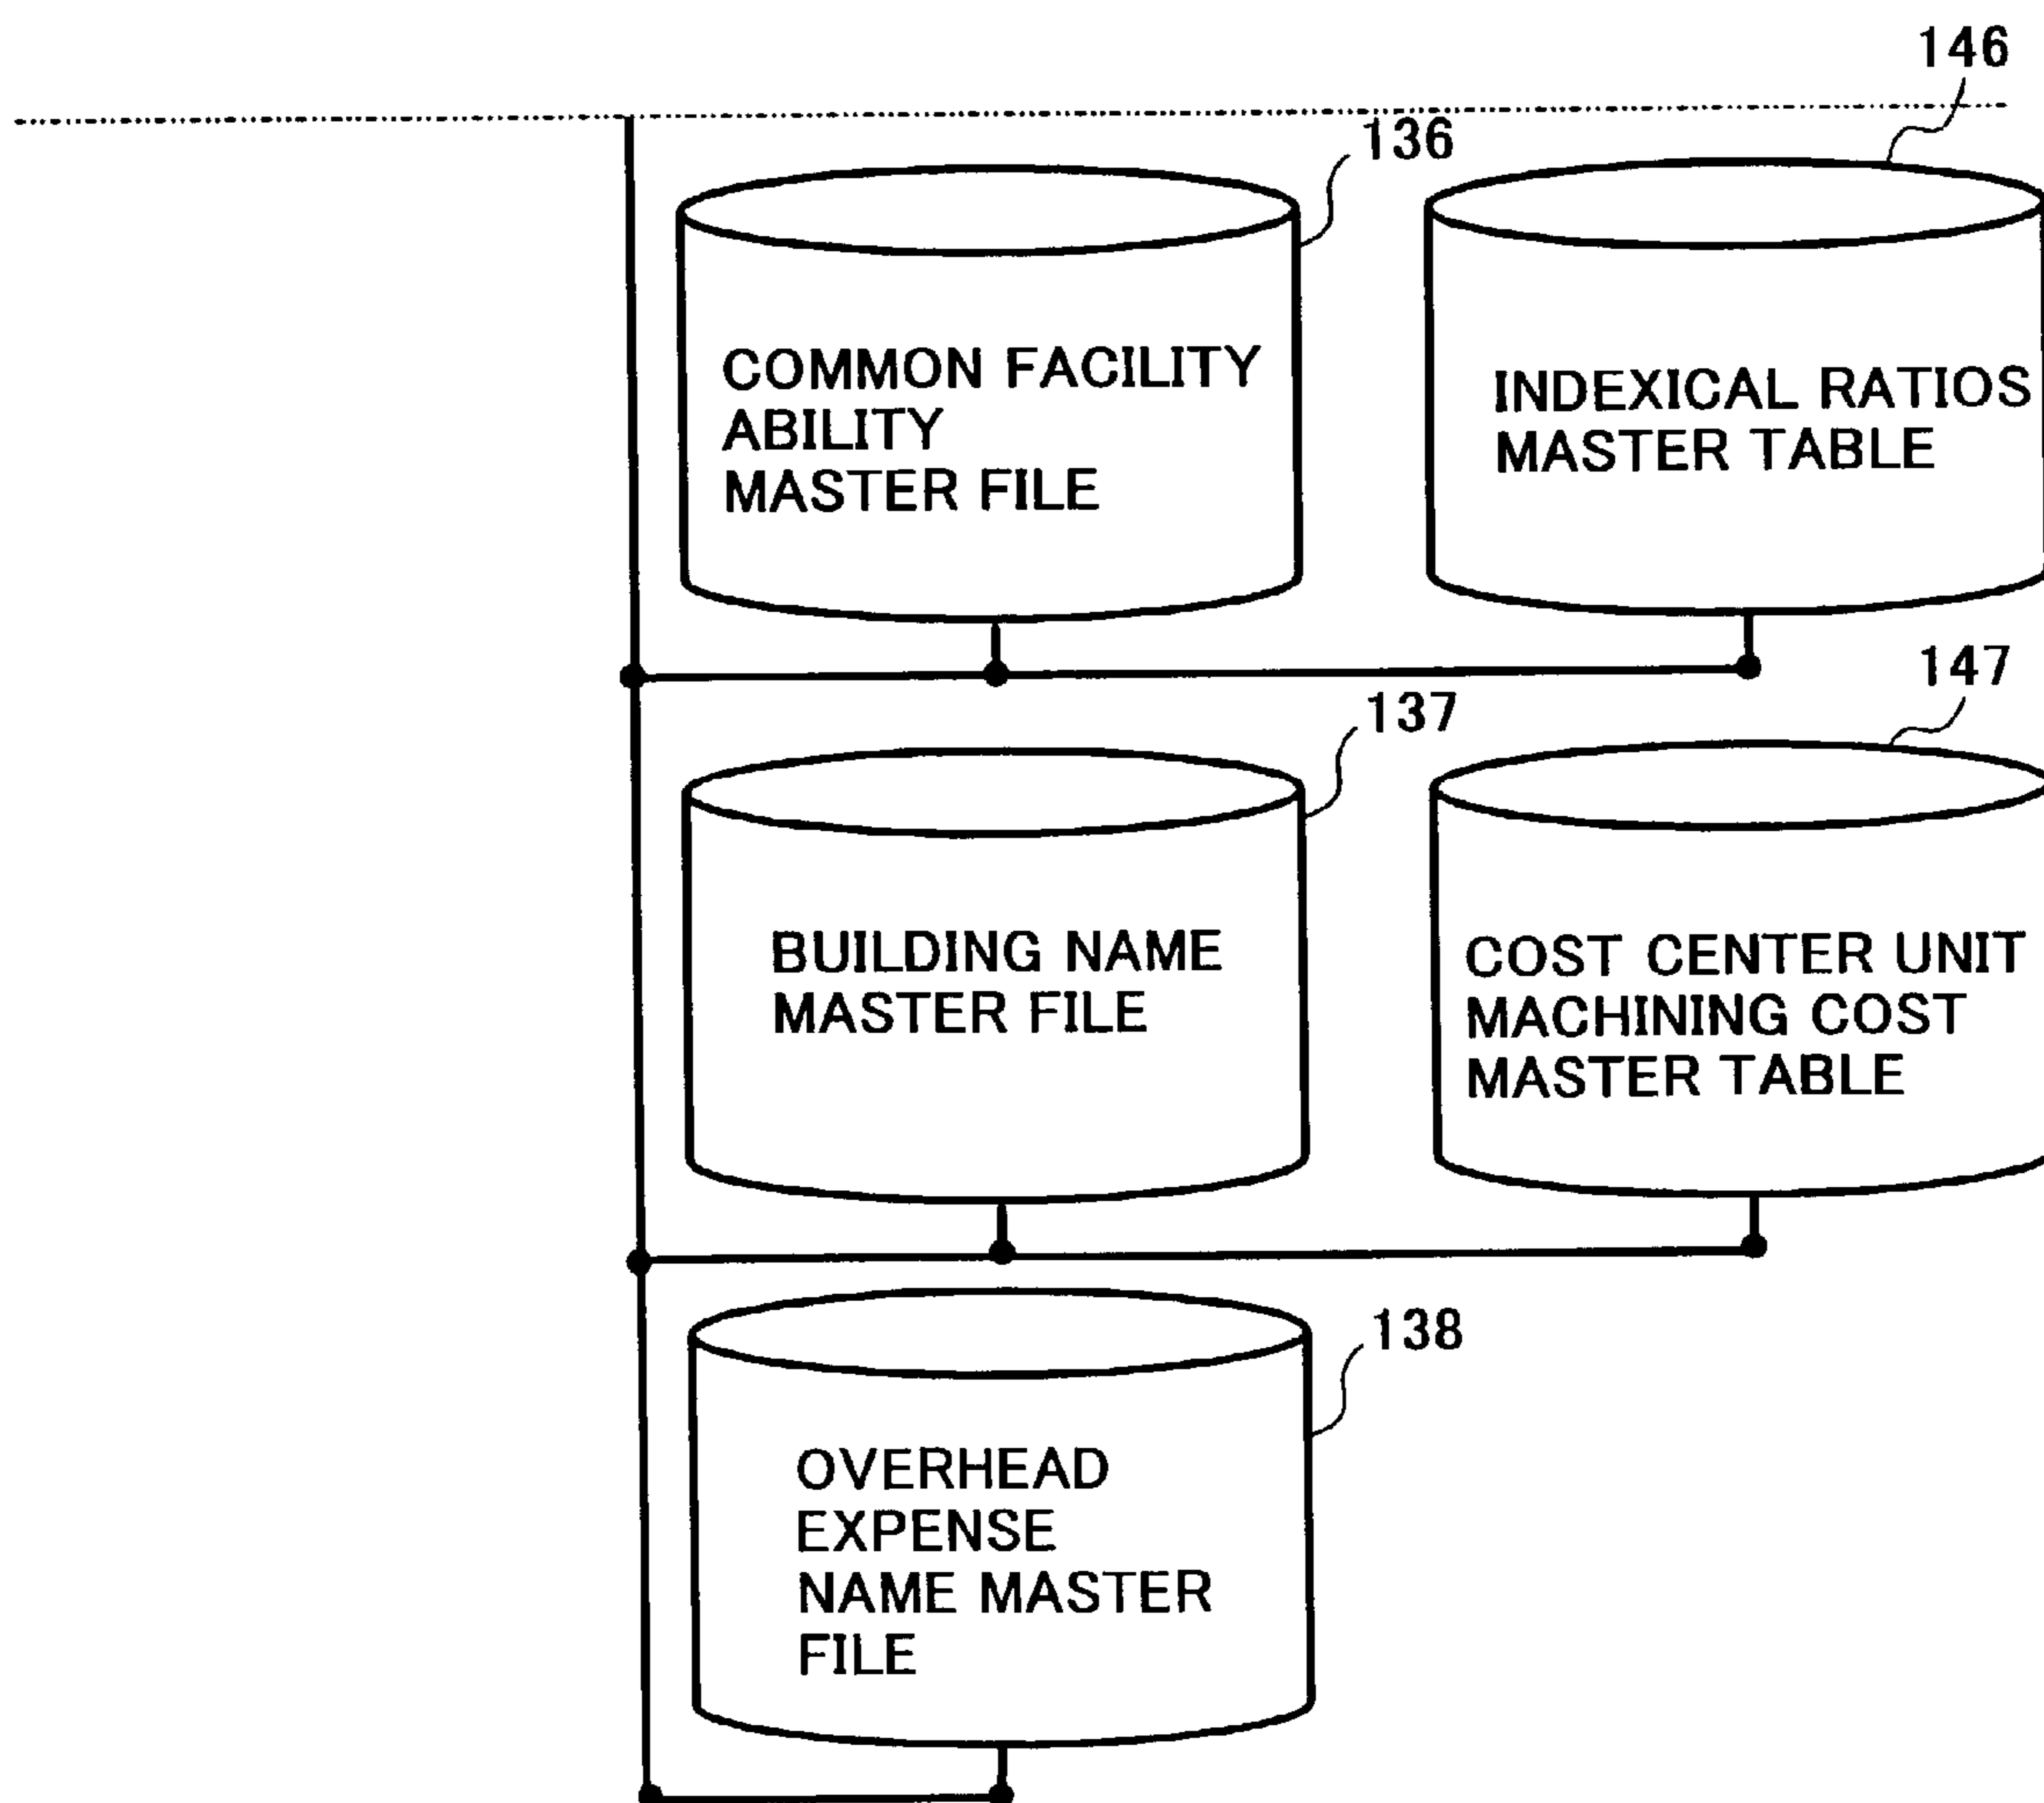 146
136
COMMON FACILITY
ABILITY
MASTER FILE
INDEXICAL RATIOS
MASTER TABLE
147
137
BUILDING NAME
MASTER FILE
COST CENTER UNIT
MACHINING COST
MASTER TABLE
138
OVERHEAD
EXPENSE
NAME MASTER
FILE